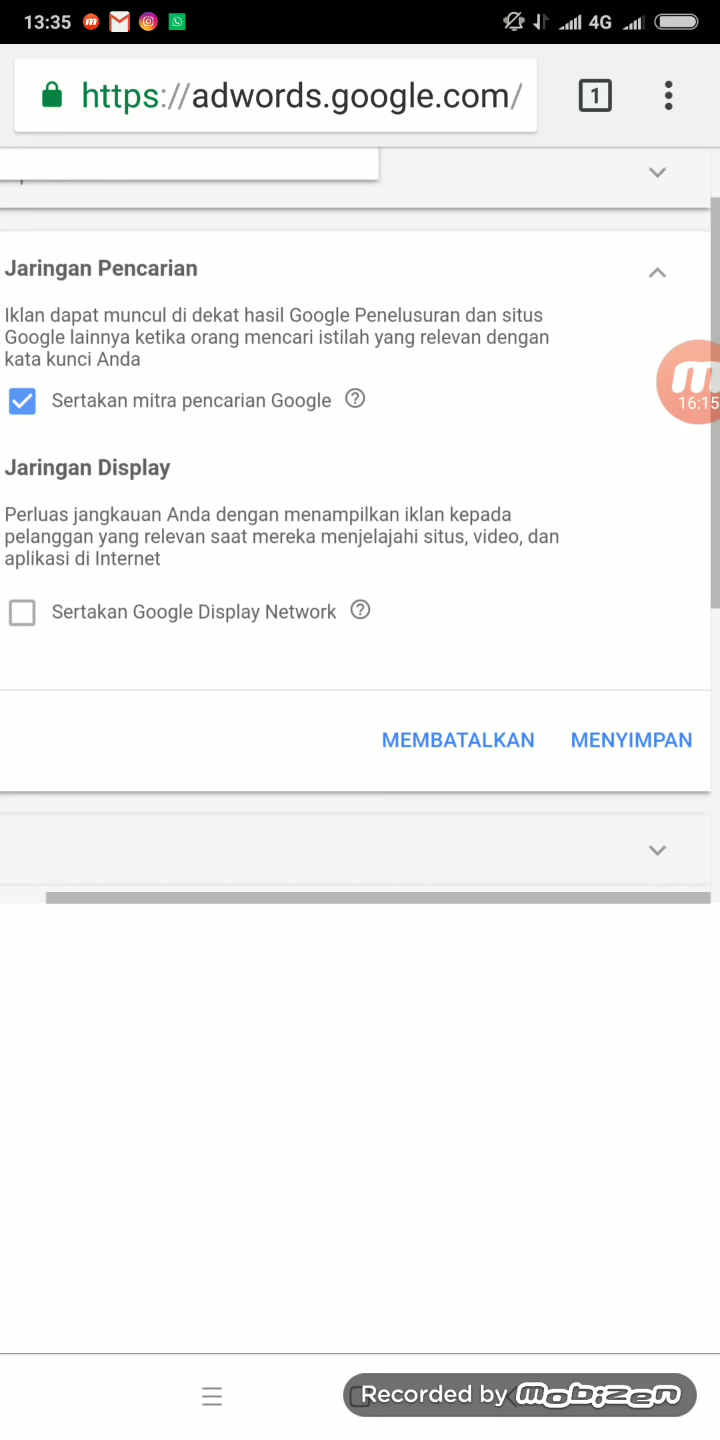 13:35
4G
https://adwords.google.com/
1
Jaringan Pencarian
Iklan dapat muncul di dekat hasil Google Penelusuran dan situs
Google lainnya ketika orang mencari istilah yang relevan dengan
kata kunci Anda
16:15
Sertakan mitra pencarian Google
Jaringan Display
Perluas jangkauan Anda dengan menampilkan iklan kepada
pelanggan yang relevan saat mereka menjelajahi situs, video, dan
aplikasi di Internet
Sertakan Google Display Network
MEMBATALKAN MENYIMPAN
Recorded by mobizen